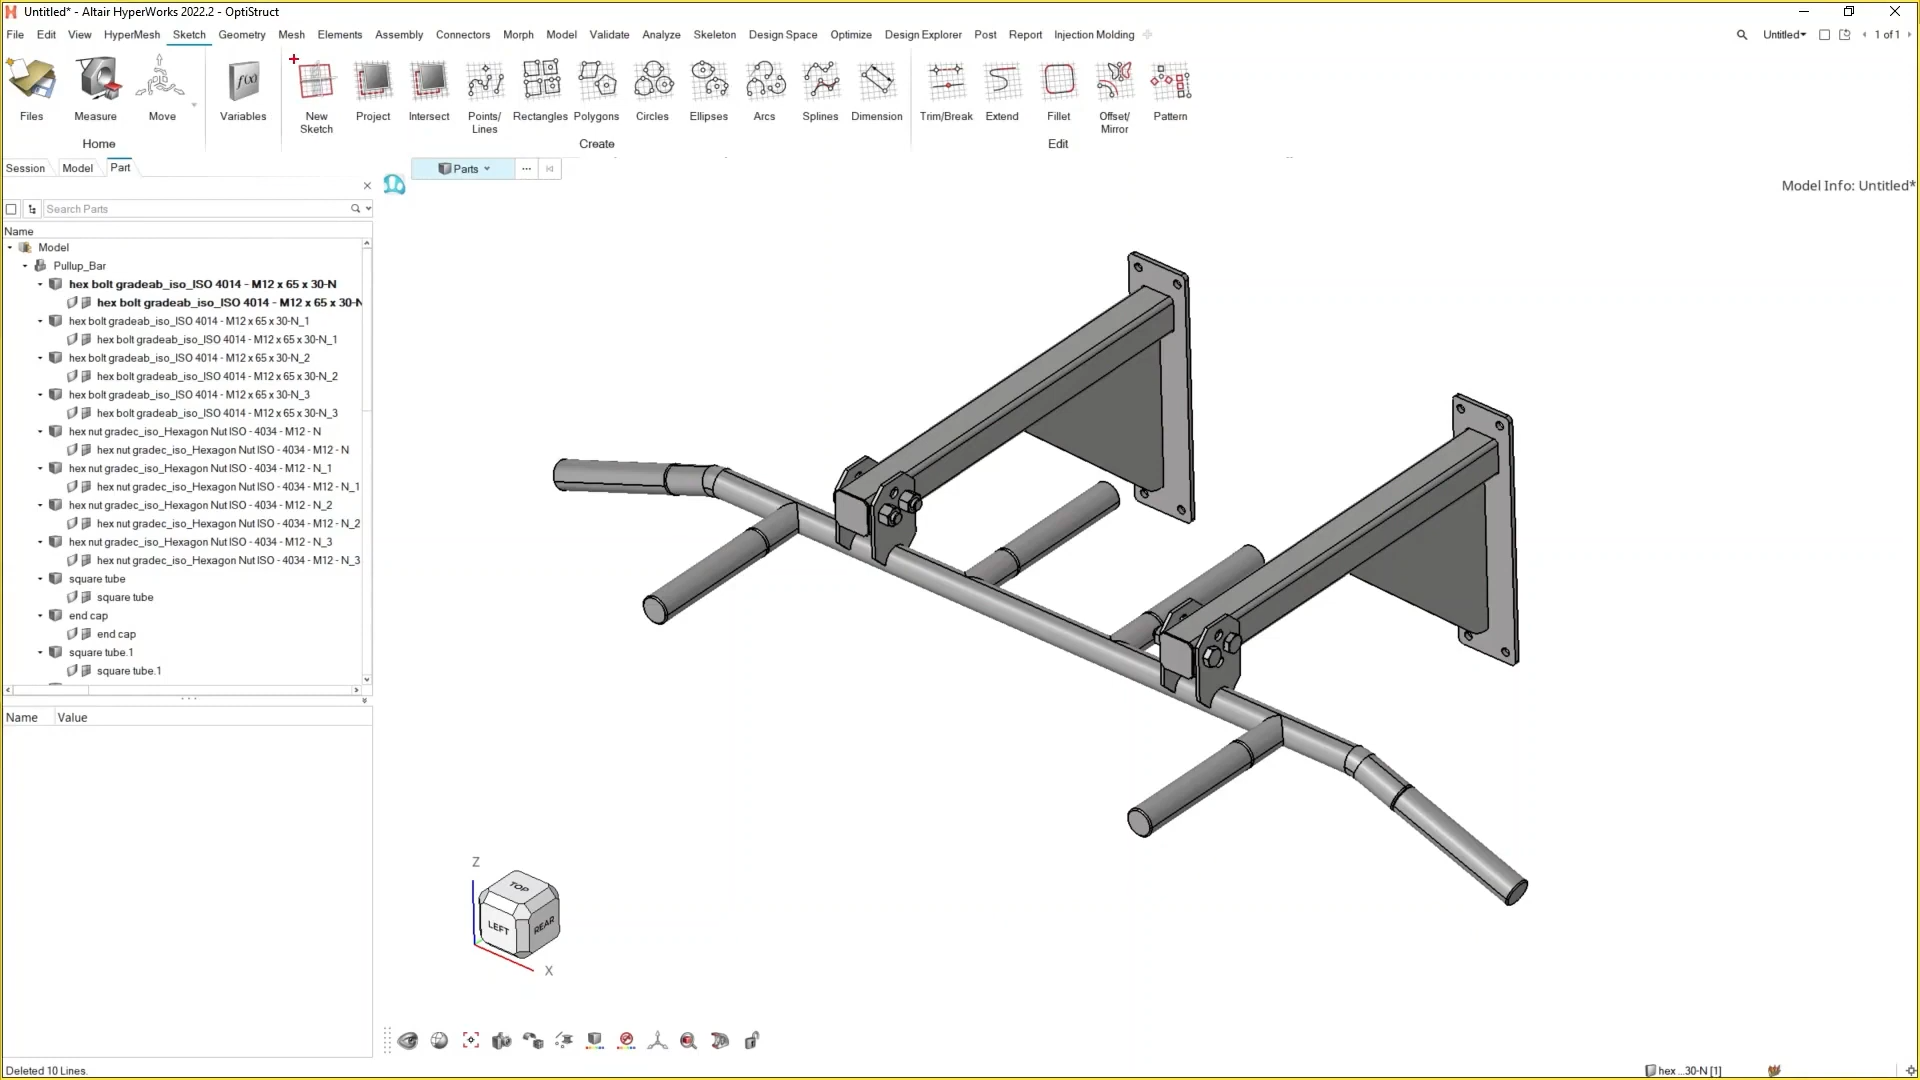 Untitled* - Altair HyperWorks 2022.2 - OptiStruct
File Edit View HyperMesh Sketch Geometry Mesh Elements Assembly Connectors Morph Model Validate Analyze Skeleton Design Space Optimize Design Explorer Post Report Injection Molding Untitled 1 of 1
f(x)
Files Measure Move Variables New Sketch Project Intersect Points/ Lines Rectangles Polygons Circles Ellipses Arcs Splines Dimension Trim/Break Extend Fillet Offset/ Mirror Pattern
Home Create Edit
Session Model Part Parts
Model Info: Untitled*
Search Parts
Name
Model
Pullup_Bar
hex bolt gradeab_iso_ISO 4014 - M12 x 65 x 30-N
hex bolt gradeab_iso_ISO 4014 - M12 x 65 x 30-N
hex bolt gradeab_iso_ISO 4014 - M12 x 65 x 30-N_1
hex bolt gradeab_iso_ISO 4014 - M12 x 65 x 30-N_1
hex bolt gradeab_iso_ISO 4014 - M12 x 65 x 30-N_2
hex bolt gradeab_iso_ISO 4014 - M12 x 65 x 30-N_2
hex bolt gradeab_iso_ISO 4014 - M12 x 65 x 30-N_3
hex bolt gradeab_iso_ISO 4014 - M12 x 65 x 30-N_3
hex nut gradec_iso_Hexagon Nut ISO - 4034 - M12 - N
hex nut gradec_iso_Hexagon Nut ISO - 4034 - M12 - N
hex nut gradec_iso_Hexagon Nut ISO - 4034 - M12 - N_1
hex nut gradec_iso_Hexagon Nut ISO - 4034 - M12 - N_1
hex nut gradec_iso_Hexagon Nut ISO - 4034 - M12 - N_2
hex nut gradec_iso_Hexagon Nut ISO - 4034 - M12 - N_2
hex nut gradec_iso_Hexagon Nut ISO - 4034 - M12 - N_3
hex nut gradec_iso_Hexagon Nut ISO - 4034 - M12 - N_3
square tube
square tube
end cap
end cap
square tube.1
square tube.1
Name Value
Z
TOP
LEFT REAR
X
Deleted 10 Lines.
hex ...30-N [1]